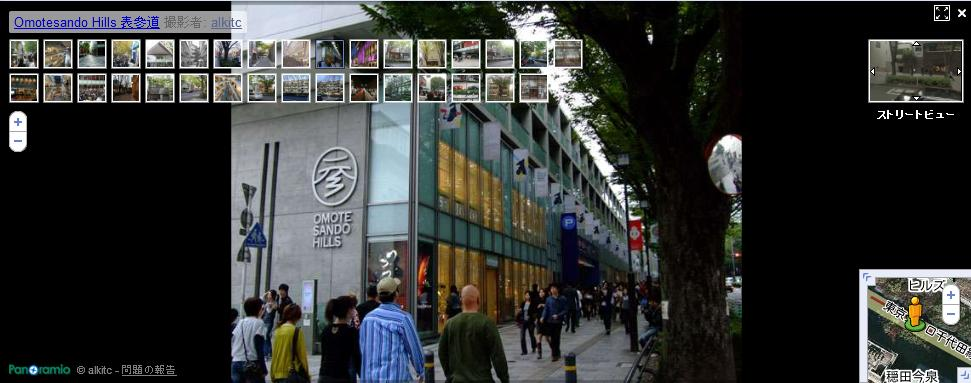 Omotesando Hills 表参道 撮影者: alkitc
ストリートビュー
OMOTE
SANDO
HILLS
P
ヒルズ
東京
千代田
穏田今泉
Panoramio © alkitc - 問題の報告